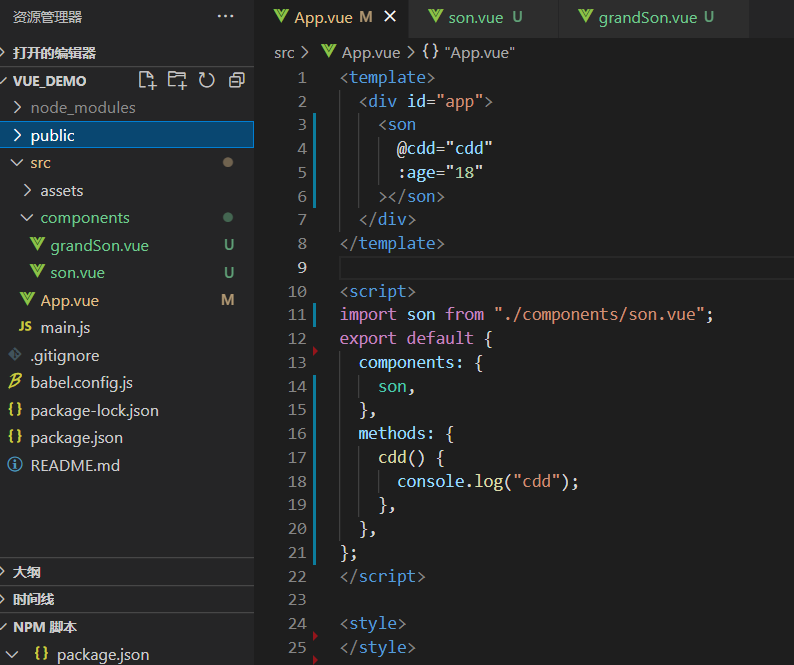 资源管理器 ···
打开的编辑器
VUE_DEMO
node_modules
public
src
assets
components
grandSon.vue U
son.vue U
App.vue M
JS main.js
.gitignore
babel.config.js
{} package-lock.json
{} package.json
README.md
大纲
时间线
NPM 脚本
{} package.json
App.vue M son.vue U grandSon.vue U
src > App.vue > {} "App.vue"
1 <template>
2 <div id="app">
3 <son
4 @cdd="cdd"
5 :age="18"
6 ></son>
7 </div>
8 </template>
9
10 <script>
11 import son from "./components/son.vue";
12 export default {
13 components: {
14 son,
15 },
16 methods: {
17 cdd() {
18 console.log("cdd");
19 },
20 },
21 };
22 </script>
23
24 <style>
25 </style>